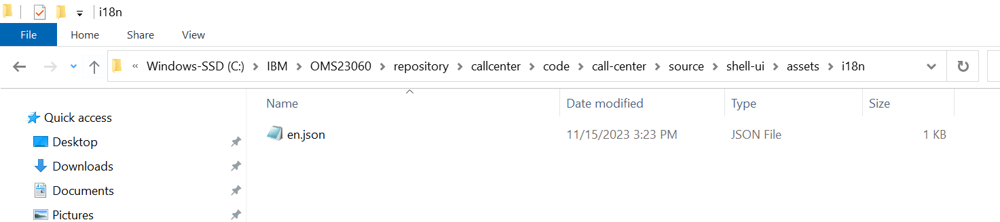 i18n
File Home Share View
« Windows-SSD (C:) > IBM > OMS23060 > repository > callcenter > code > call-center > source > shell-ui > assets > i18n
Name Date modified Type Size
Quick access
en.json 11/15/2023 3:23 PM JSON File 1 KB
Desktop
Downloads
Documents
Pictures